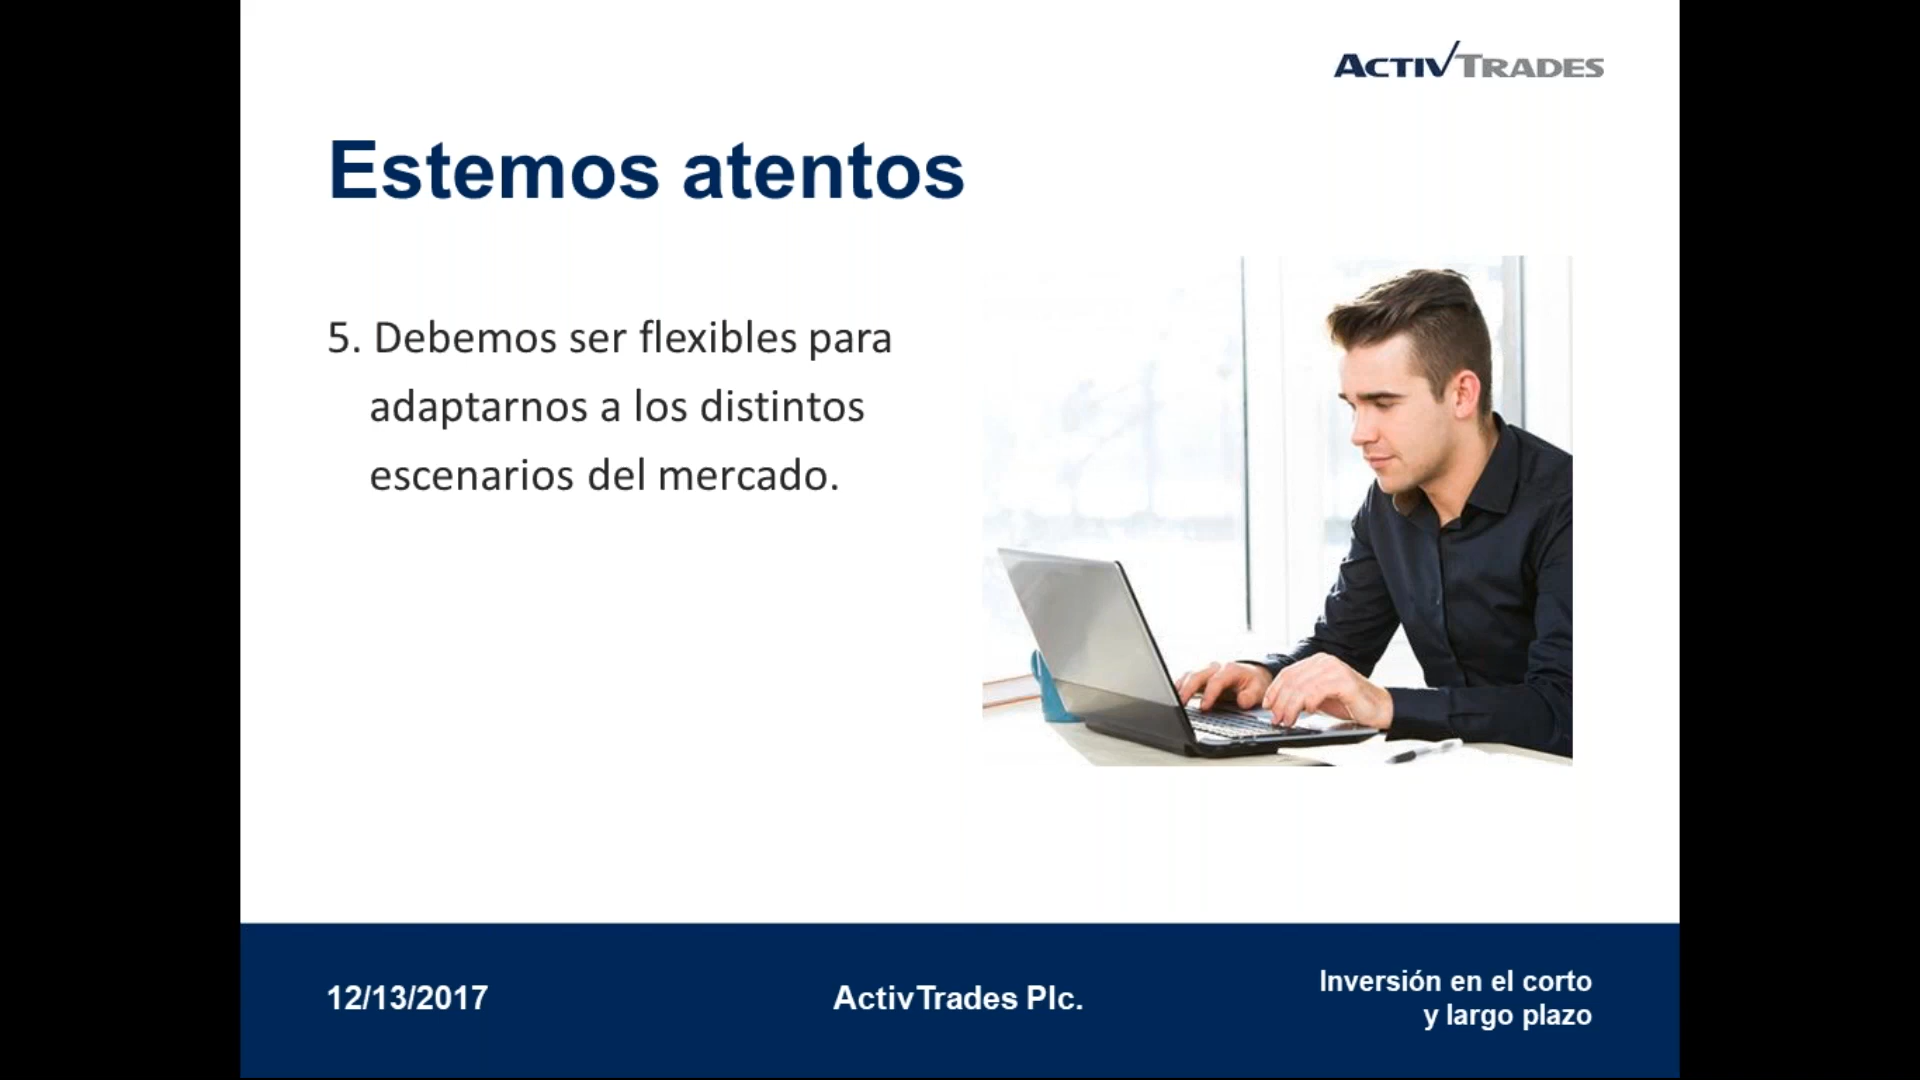 ACTIVTRADES
Estemos atentos
5. Debemos ser flexibles para
adaptarnos a los distintos
escenarios del mercado.
12/13/2017
ActivTrades Plc.
Inversión en el corto
y largo plazo